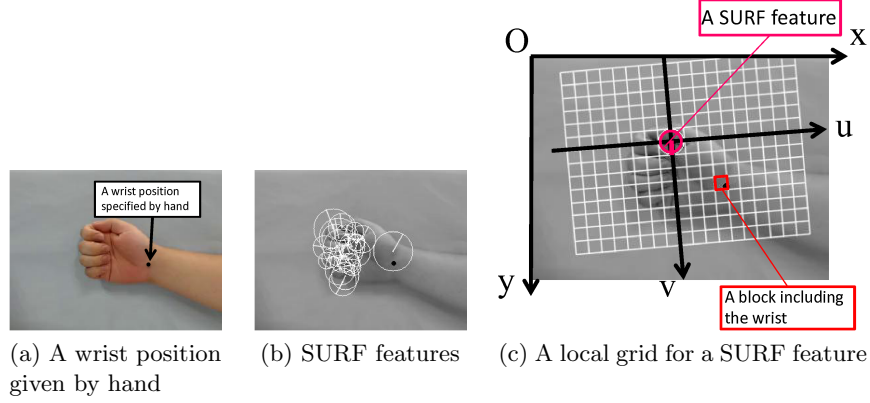 A SURF feature
O
x
u
A wrist position
specified by hand
y
v
A block including
the wrist
(a) A wrist position
given by hand
(b) SURF features
(c) A local grid for a SURF feature